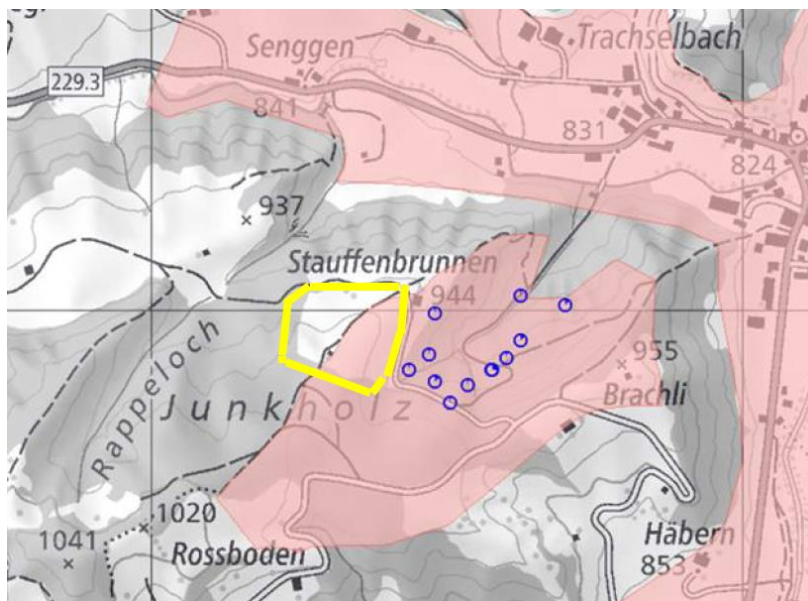 Senggen
Trachselbach
229.3
841
831
824
937
Stauffenbrunnen
944
955
Rappeloch
Brachli
Junkholz
1020
1041
Rossboden
Häbern
853